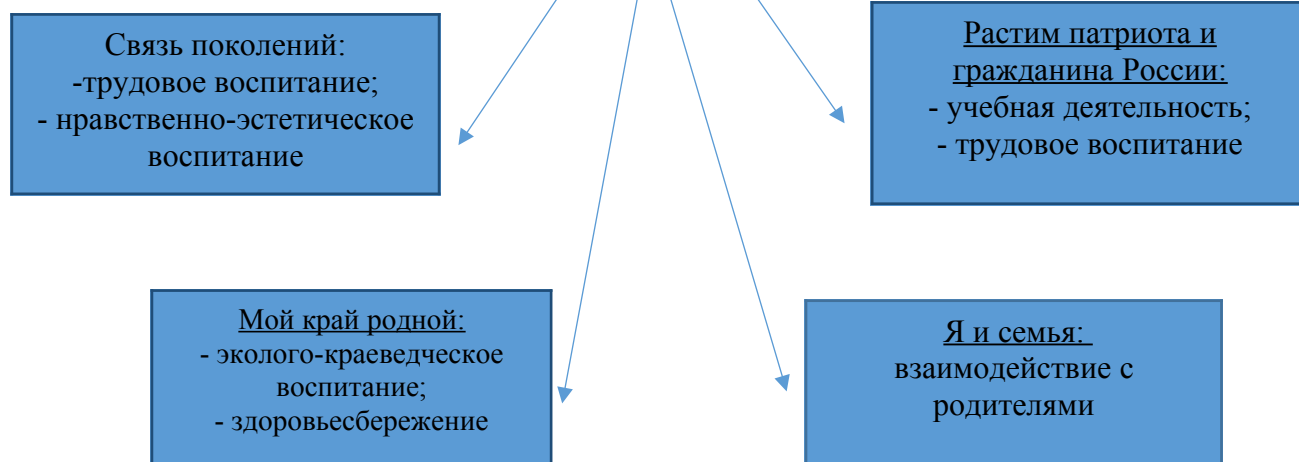 Связь поколений:
-трудовое воспитание;
- нравственно-эстетическое
воспитание
Растим патриота и
гражданина России:
- учебная деятельность;
- трудовое воспитание
Мой край родной:
- эколого-краеведческое
воспитание;
- здоровьесбережение
Я и семья:
взаимодействие с
родителями